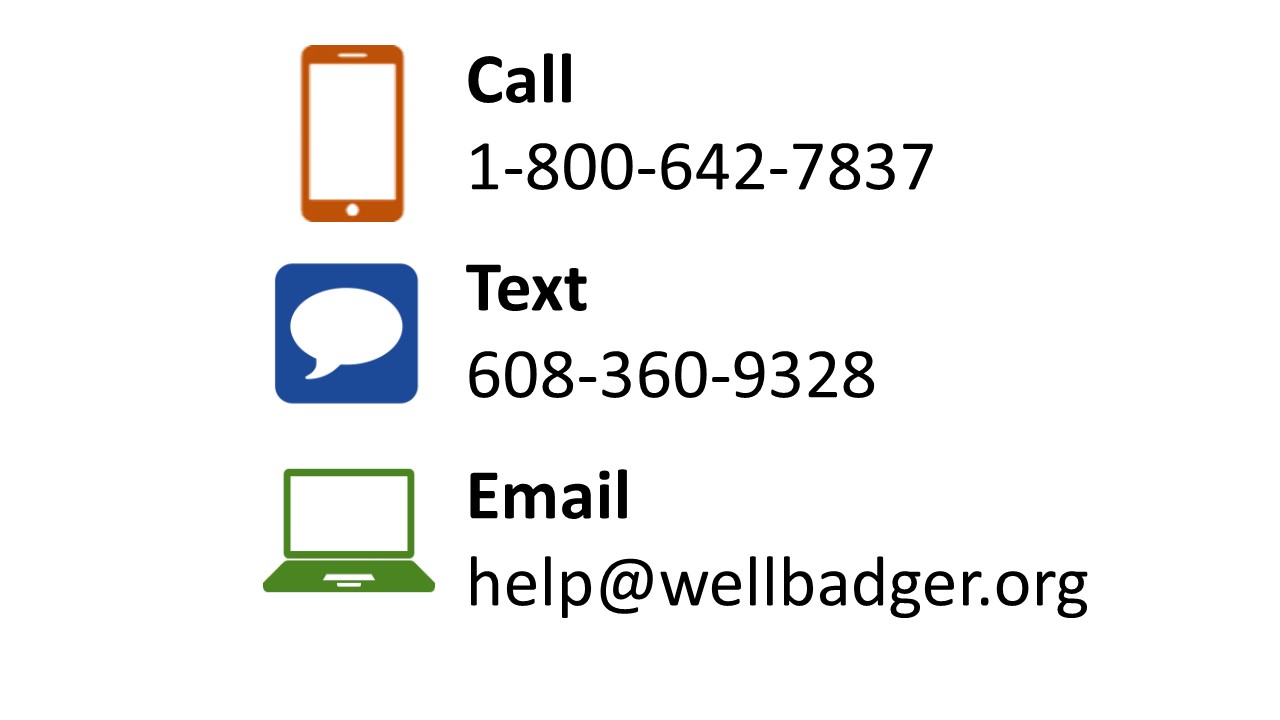 Call
1-800-642-7837
Text
608-360-9328
Email
help@wellbadger.org